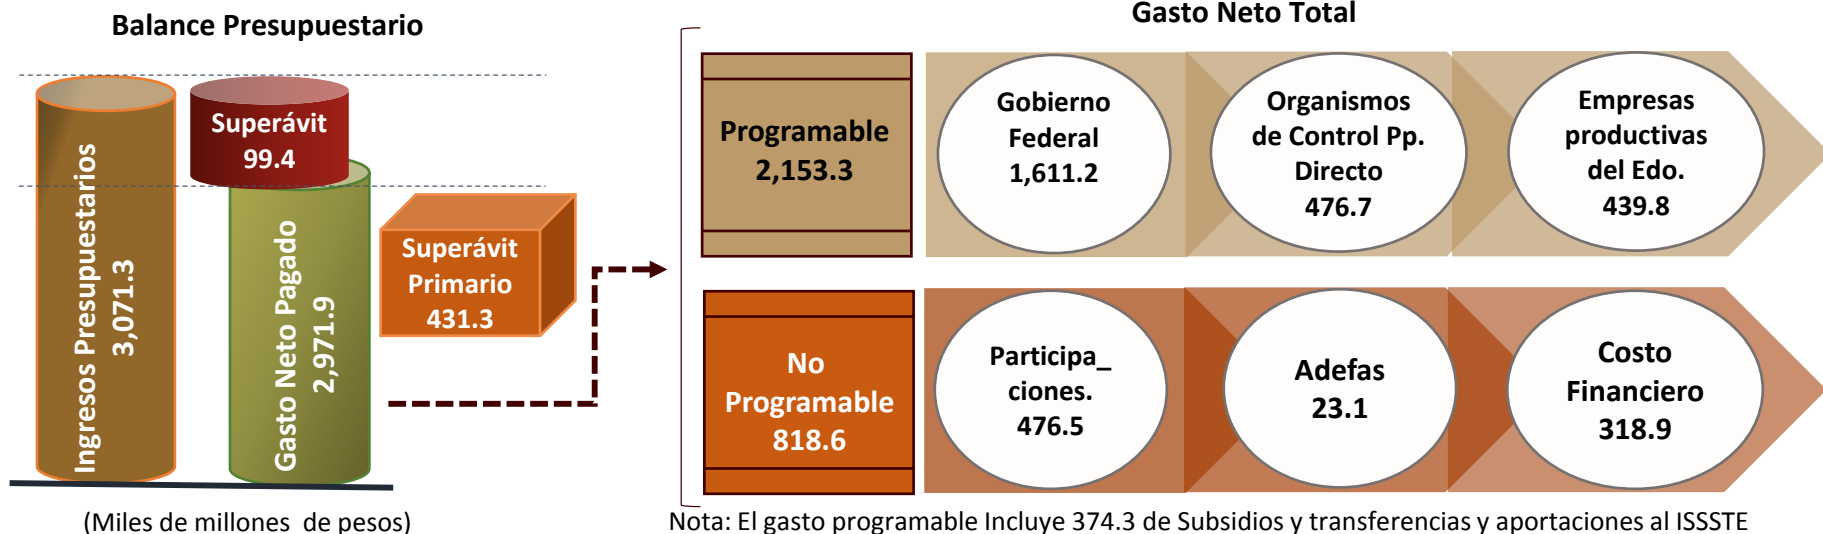 Balance Presupuestario
Ingresos Presupuestarios
3,071.3
Superávit
99.4
Gasto Neto Pagado
2,971.9
Superávit
Primario
431.3
(Miles de millones  de pesos)
Gasto Neto Total
Programable
2,153.3
Gobierno
Federal
1,611.2
Organismos
de Control Pp.
Directo
476.7
Empresas
productivas
del Edo.
439.8
No
Programable
818.6
Participa_
ciones.
476.5
Adefas
23.1
Costo
Financiero
318.9
Nota: El gasto programable Incluye 374.3 de Subsidios y transferencias y aportaciones al ISSSTE